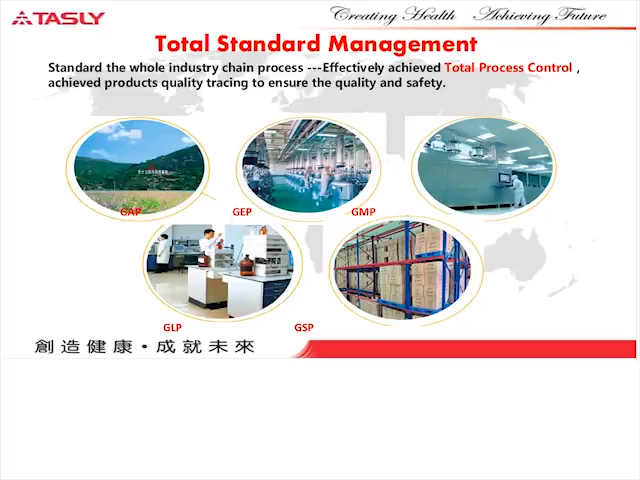 TASLY
Creating Health Achieving Future
Total Standard Management
Standard the whole industry chain process ---Effectively achieved Total Process Control ,
achieved products quality tracing to ensure the quality and safety.
GAP GEP GMP
GLP GSP
創造健康·成就未來